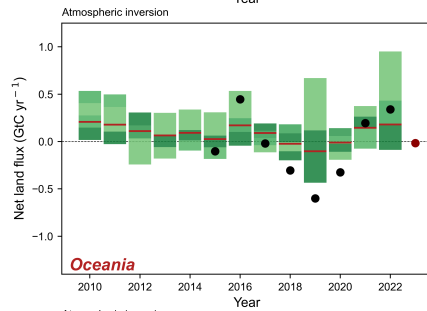 Year
Atmospheric inversion
Net land flux (GtC yr⁻¹)
1.0
0.5
0.0
−0.5
−1.0
Oceania
2010 2012 2014 2016 2018 2020 2022
Year